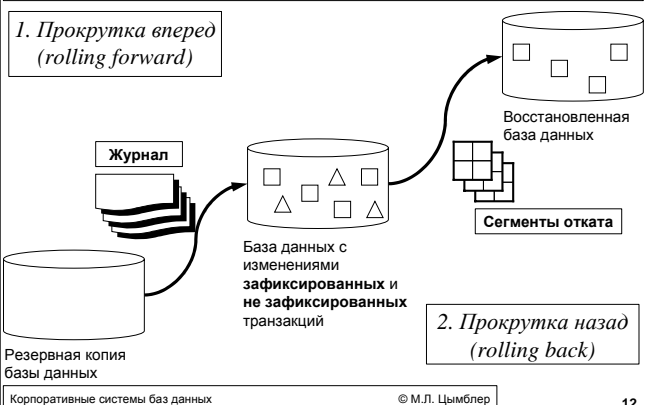 1. Прокрутка вперед
(rolling forward)
Восстановленная
база данных
Журнал
Сегменты отката
База данных с
изменениями
зафиксированных и
не зафиксированных
транзакций
2. Прокрутка назад
(rolling back)
Резервная копия
базы данных
Корпоративные системы баз данных
© М.Л. Цымблер
12